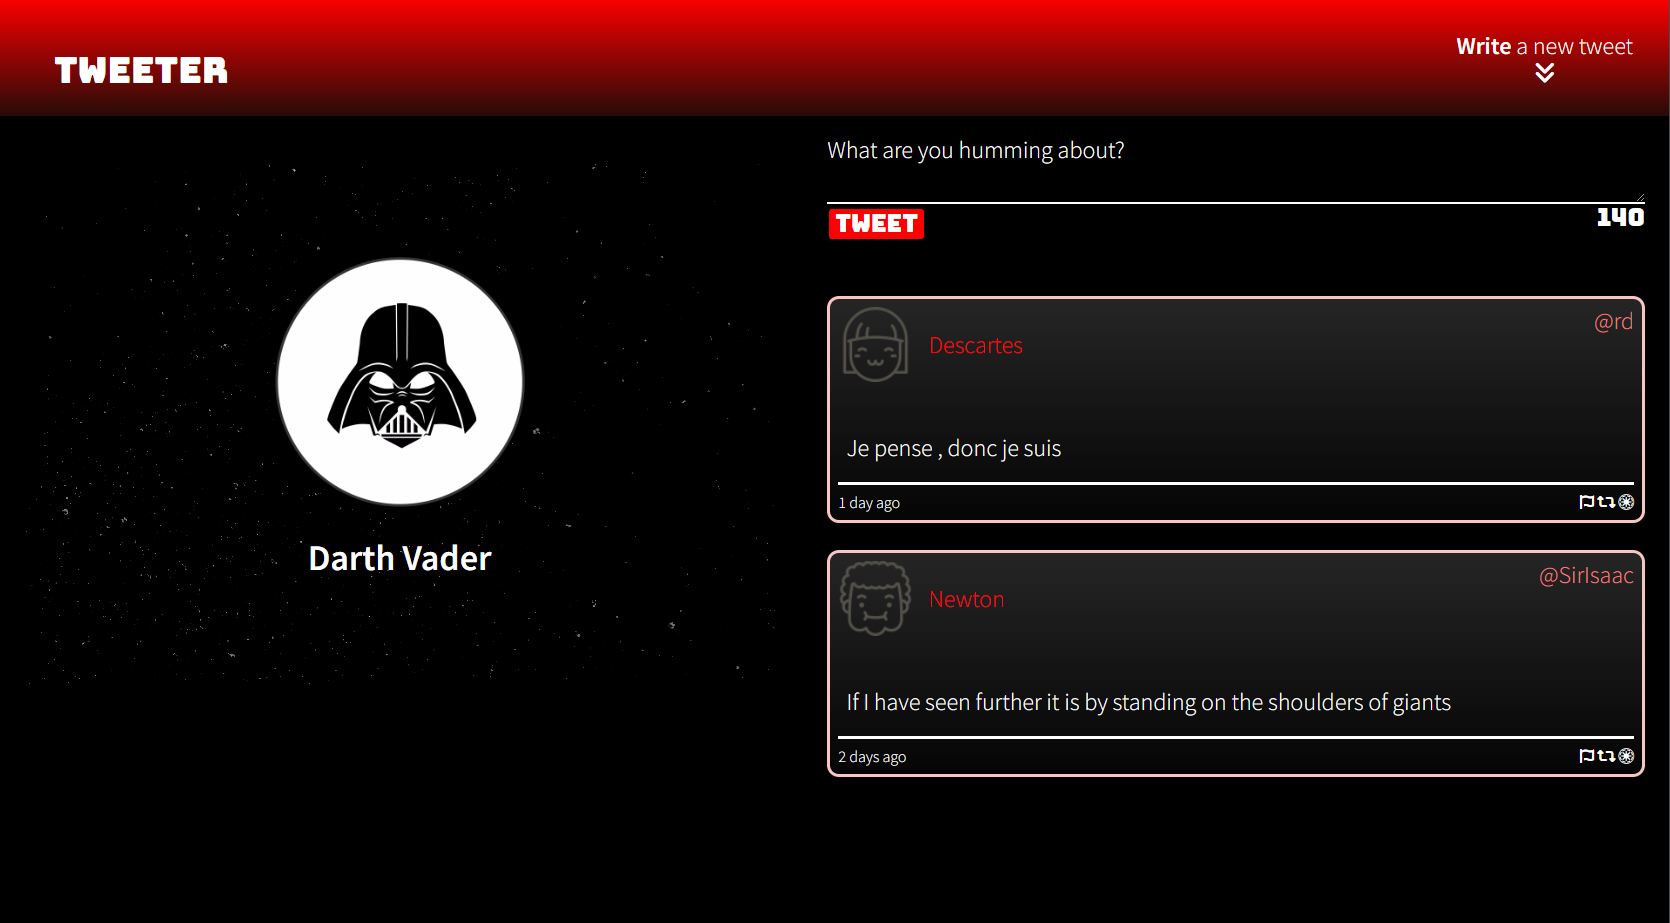 TWEETER
Write a new tweet
What are you humming about?
TWEET
140
Darth Vader
@rd
Descartes
Je pense , donc je suis
1 day ago
@SirIsaac
Newton
If I have seen further it is by standing on the shoulders of giants
2 days ago